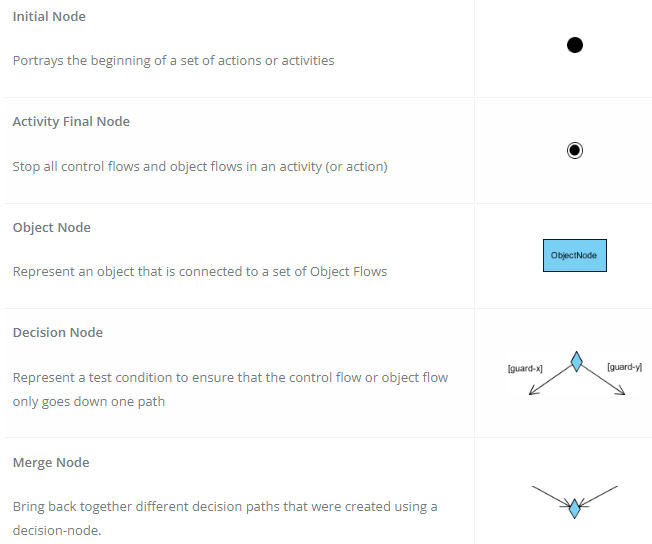 Initial Node
Portrays the beginning of a set of actions or activities
Activity Final Node
Stop all control flows and object flows in an activity (or action)
Object Node
Represent an object that is connected to a set of Object Flows
ObjectNode
Decision Node
Represent a test condition to ensure that the control flow or object flow
only goes down one path
[guard-x]
[guard-y]
Merge Node
Bring back together different decision paths that were created using a
decision-node.